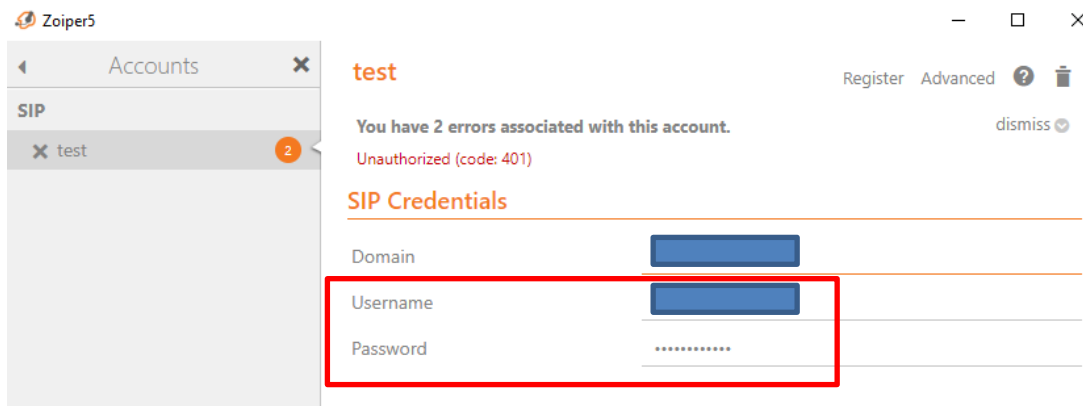 Zoiper5
Accounts
SIP
test
2
test
Register Advanced
You have 2 errors associated with this account.
dismiss
Unauthorized (code: 401)
SIP Credentials
Domain
Username
Password ••••••••••••